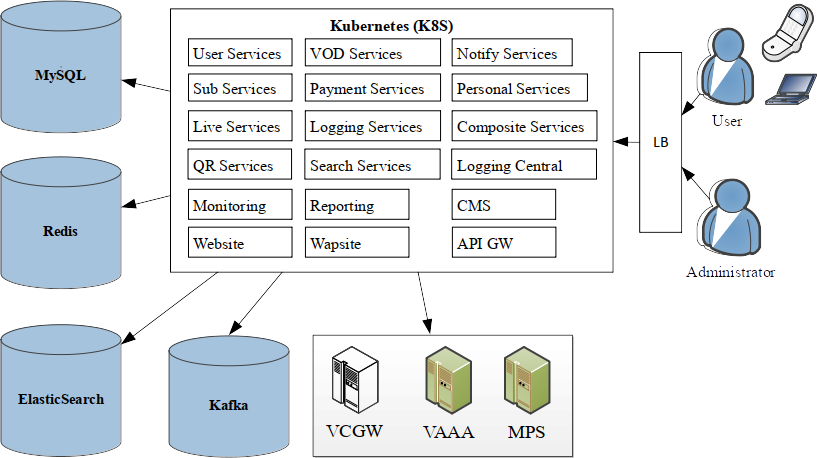 Kubernetes (K8S)
User Services VOD Services Notify Services
MySQL
Sub Services Payment Services Personal Services
User
Live Services Logging Services Composite Services
LB
QR Services Search Services Logging Central
Monitoring Reporting CMS
Redis
Website Wapsite API GW
Administrator
ElasticSearch
Kafka
VCGW VAAA MPS